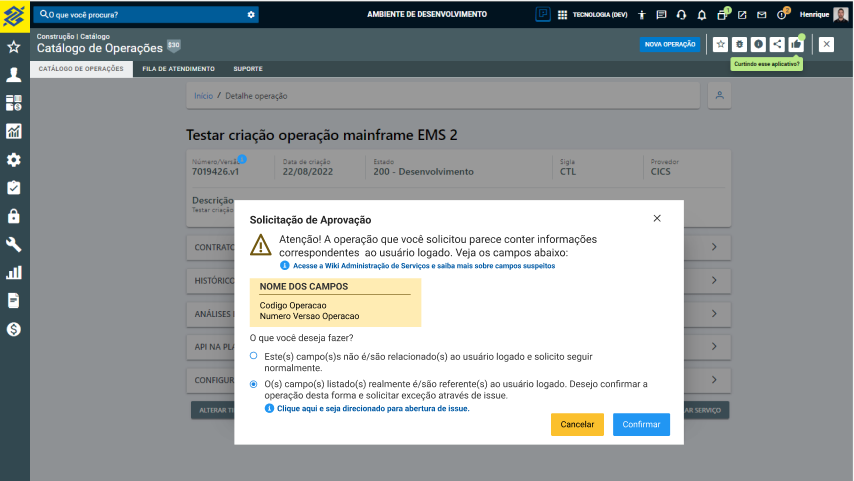 O que você procura?
AMBIENTE DE DESENVOLVIMENTO
TECNOLOGIA (DEV)
1
2
Henrique
Construção | Catálogo
Catálogo de Operações
530
NOVA OPERAÇÃO
Curtindo esse aplicativo?
CATÁLOGO DE OPERAÇÕES
FILA DE ATENDIMENTO
SUPORTE
Início / Detalhe operação
Testar criação operação mainframe EMS 2
Número/Versão
Data de criação
Estado
Sigla
Provedor
7019426.v1
22/08/2022
200 - Desenvolvimento
CTL
CICS
Descrição
Testar criação
CONTRATO
HISTÓRICO
ANÁLISES
API NA PLA
CONFIGUR
ALTERAR TE
AR SERVIÇO
Solicitação de Aprovação
Atenção! A operação que você solicitou parece conter informações
correspondentes ao usuário logado. Veja os campos abaixo:
Acesse a Wiki Administração de Serviços e saiba mais sobre campos suspeitos
NOME DOS CAMPOS
Codigo Operacao
Numero Versao Operacao
O que você deseja fazer?
Este(s) campo(s)s não é/são relacionado(s) ao usuário logado e solicito seguir
normalmente.
O(s) campo(s) listado(s) realmente é/são referente(s) ao usuário logado. Desejo confirmar a
operação desta forma e solicitar exceção através de issue.
Clique aqui e seja direcionado para abertura de issue.
Cancelar
Confirmar